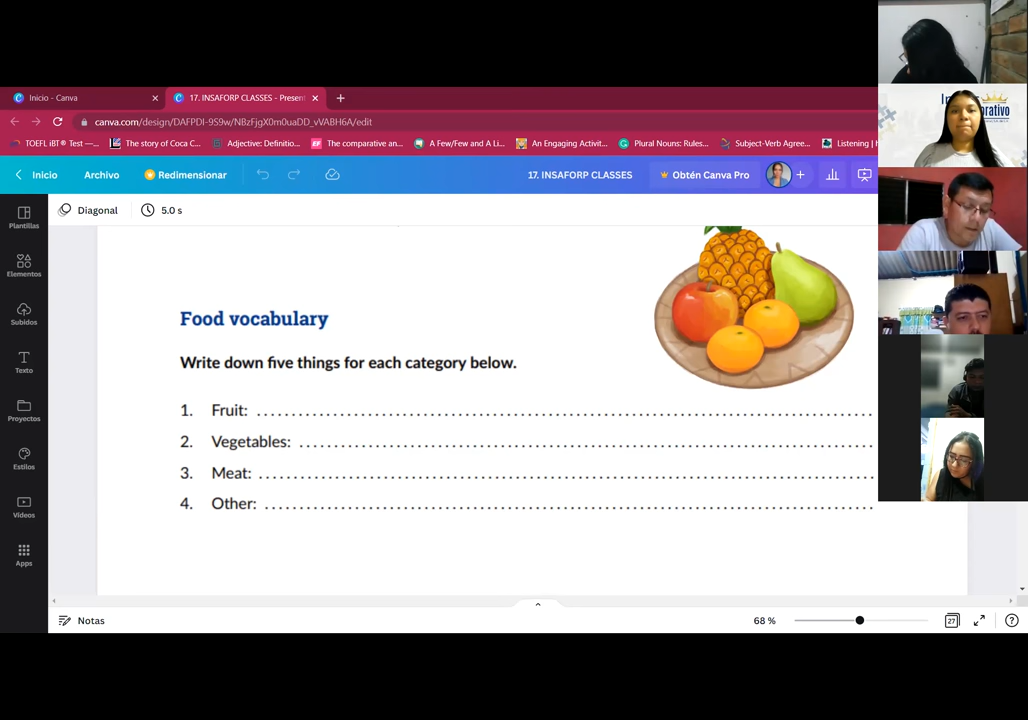 Inicio - Canva
17. INSAFORP CLASSES - Present
canva.com/design/DAFPDI-9S9w/N8zFjgX0m0uaDD_vVABH6A/edit
TOEFL iBT® Test —... The story of Coca C... Adjective: Definitio... EP The comparative an... A Few/Few and A Li... An Engaging Activit... Plural Nouns: Rules... Subject-Verb Agree... Listening |
Inicio Archivo Redimensionar 17. INSAFORP CLASSES Obtén Canva Pro
Diagonal 5.0 s
Plantillas
Elementos
Subidos
Texto
Proyectos
Estilos
Videos
Apps
Food vocabulary
Write down five things for each category below.
1. Fruit: ........................................................................
2. Vegetables: ........................................................................
3. Meat: ........................................................................
4. Other: ........................................................................
Notas 68 % 27